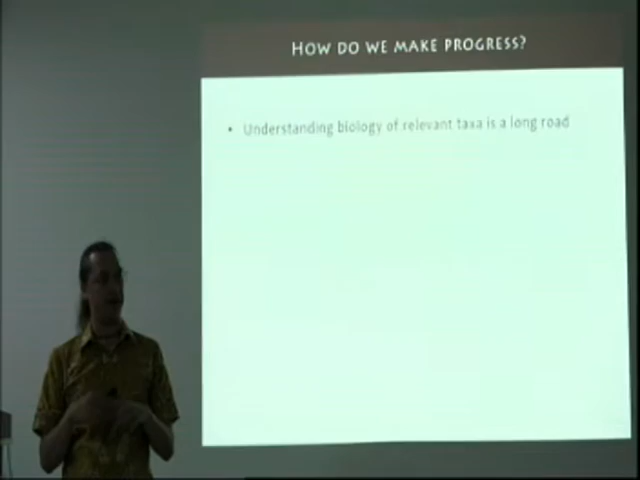 HOW DO WE MAKE PROGRESS?
• Understanding biology of relevant taxa is a long road